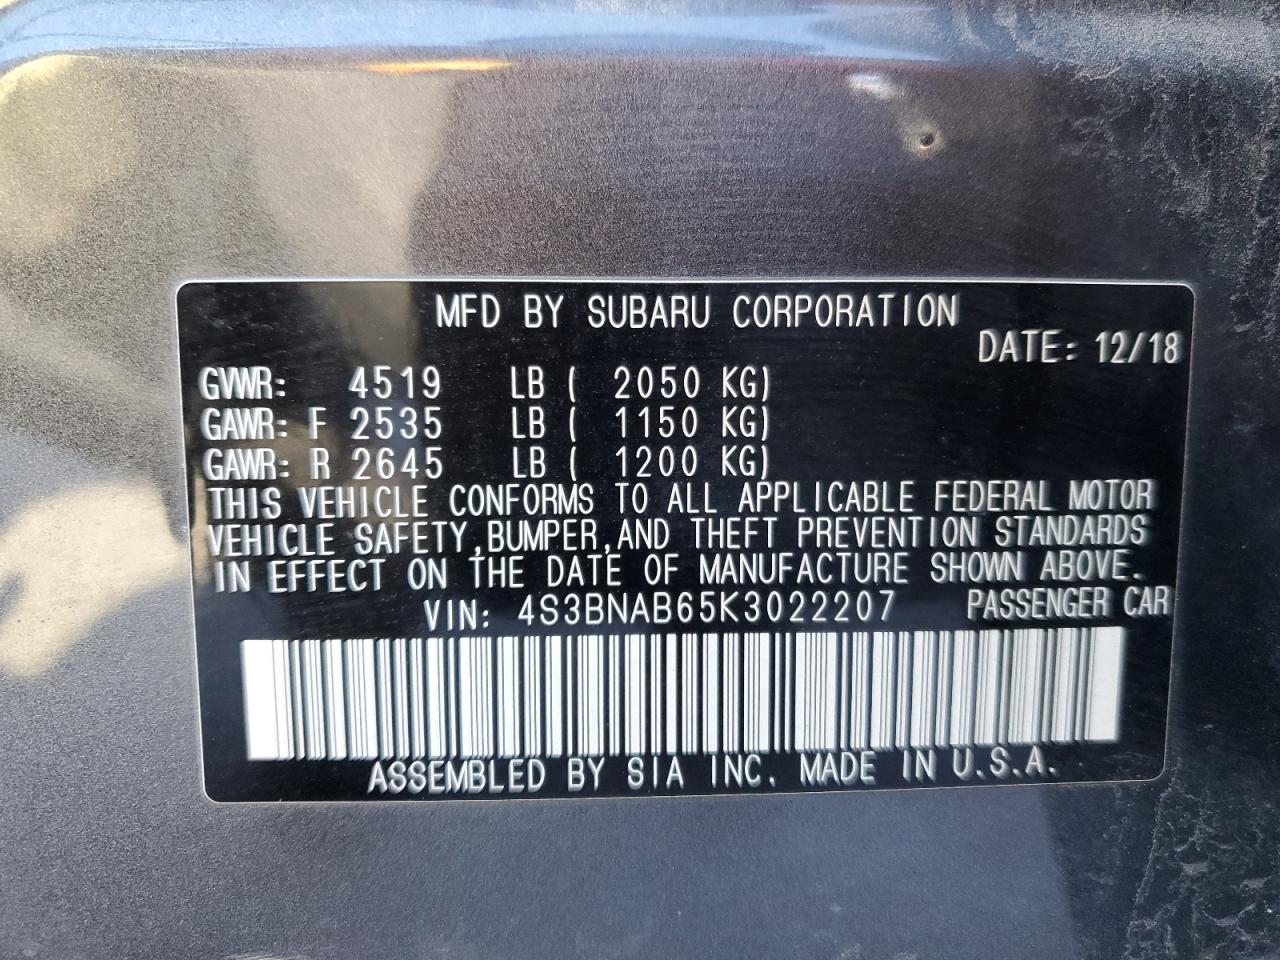 MFD BY SUBARU CORPORATION
DATE: 12/18
GVWR: 4519 LB ( 2050 KG)
GAWR: F 2535 LB ( 1150 KG)
GAWR: R 2645 LB ( 1200 KG)
THIS VEHICLE CONFORMS TO ALL APPLICABLE FEDERAL MOTOR
VEHICLE SAFETY,BUMPER,AND THEFT PREVENTION STANDARDS
IN EFFECT ON THE DATE OF MANUFACTURE SHOWN ABOVE.
VIN: 4S3BNAB65K3022207 PASSENGER CAR
ASSEMBLED BY SIA INC. MADE IN U.S.A.